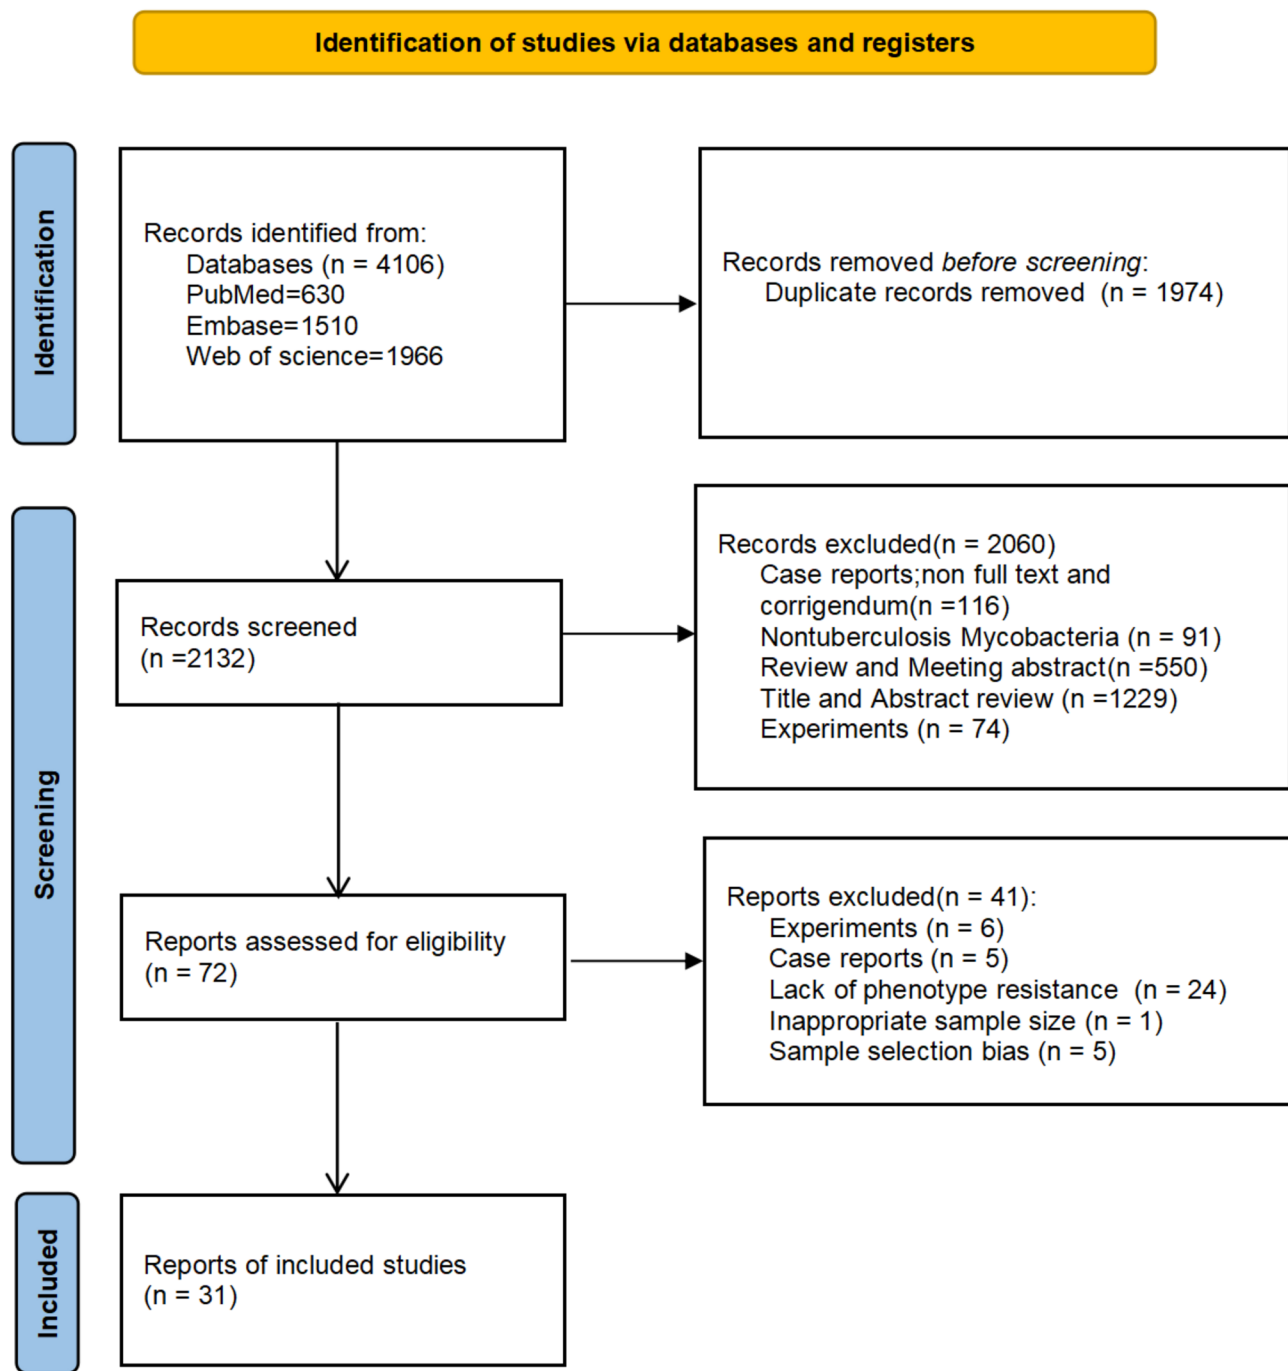 Identification of studies via databases and registers
Identification
Records identified from:
Databases (n = 4106)
PubMed=630
Embase=1510
Web of science=1966
Records removed before screening:
Duplicate records removed  (n = 1974)
Screening
Records screened
(n =2132)
Records excluded(n = 2060)
Case reports;non full text and
corrigendum(n =116)
Nontuberculosis Mycobacteria (n = 91)
Review and Meeting abstract(n =550)
Title and Abstract review (n =1229)
Experiments (n = 74)
Reports assessed for eligibility
(n = 72)
Reports excluded(n = 41):
Experiments (n = 6)
Case reports (n = 5)
Lack of phenotype resistance  (n = 24)
Inappropriate sample size (n = 1)
Sample selection bias (n = 5)
Included
Reports of included studies
(n = 31)